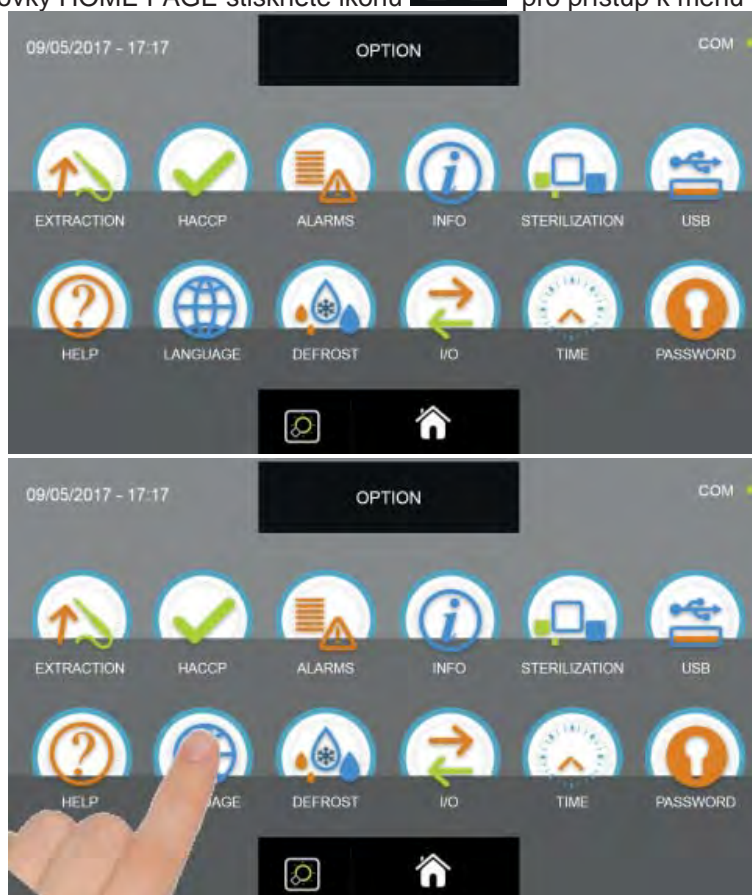 HOME PAGE stiskněte ikonu pro přístup k menu
09/05/2017 - 17:17 OPTION COM
EXTRACTION HACCP ALARMS INFO STERILIZATION USB
HELP LANGUAGE DEFROST I/O TIME PASSWORD
09/05/2017 - 17:17 OPTION COM
EXTRACTION HACCP ALARMS INFO STERILIZATION USB
HELP AGE DEFROST I/O TIME PASSWORD